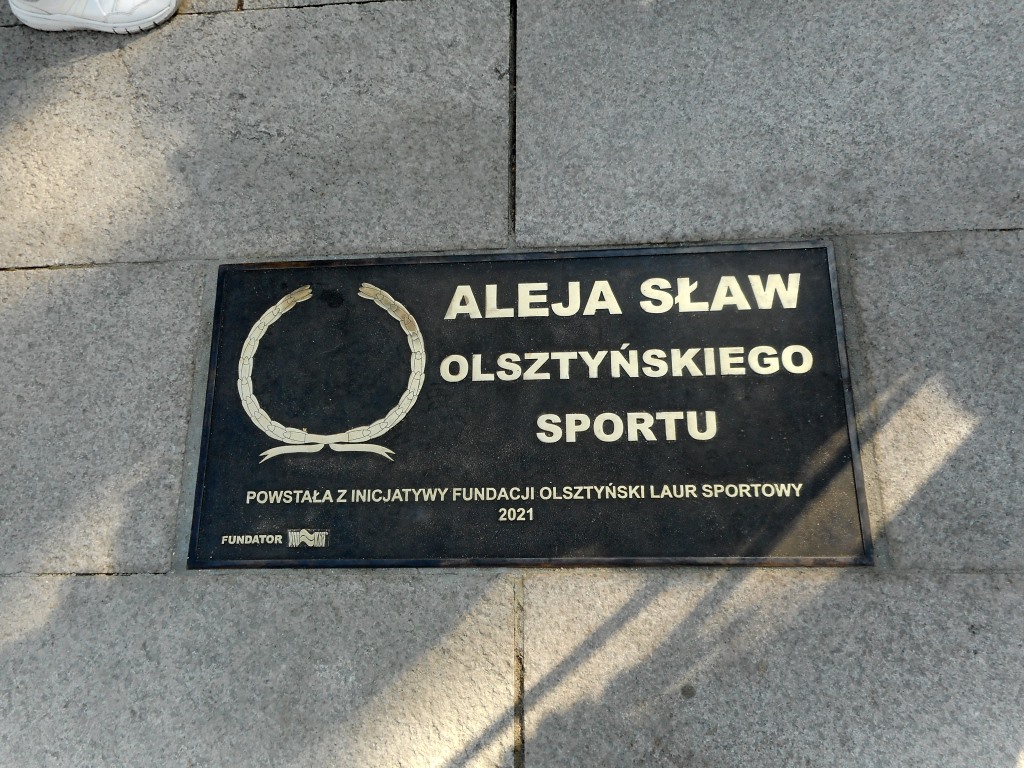 ALEJA SŁAW
OLSZTYŃSKIEGO
SPORTU
POWSTAŁA Z INICJATYWY FUNDACJI OLSZTYŃSKI LAUR SPORTOWY
2021
FUNDATOR